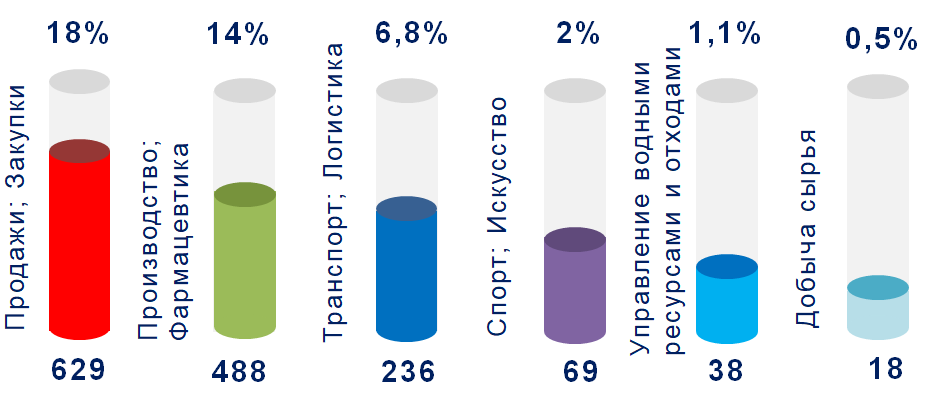 18%
14%
6,8%
2%
1,1%
0,5%
Продажи; Закупки
Производство;
Фармацевтика
Транспорт; Логистика
Спорт; Искусство
Управление водными
ресурсами и отходами
Добыча сырья
629
488
236
69
38
18